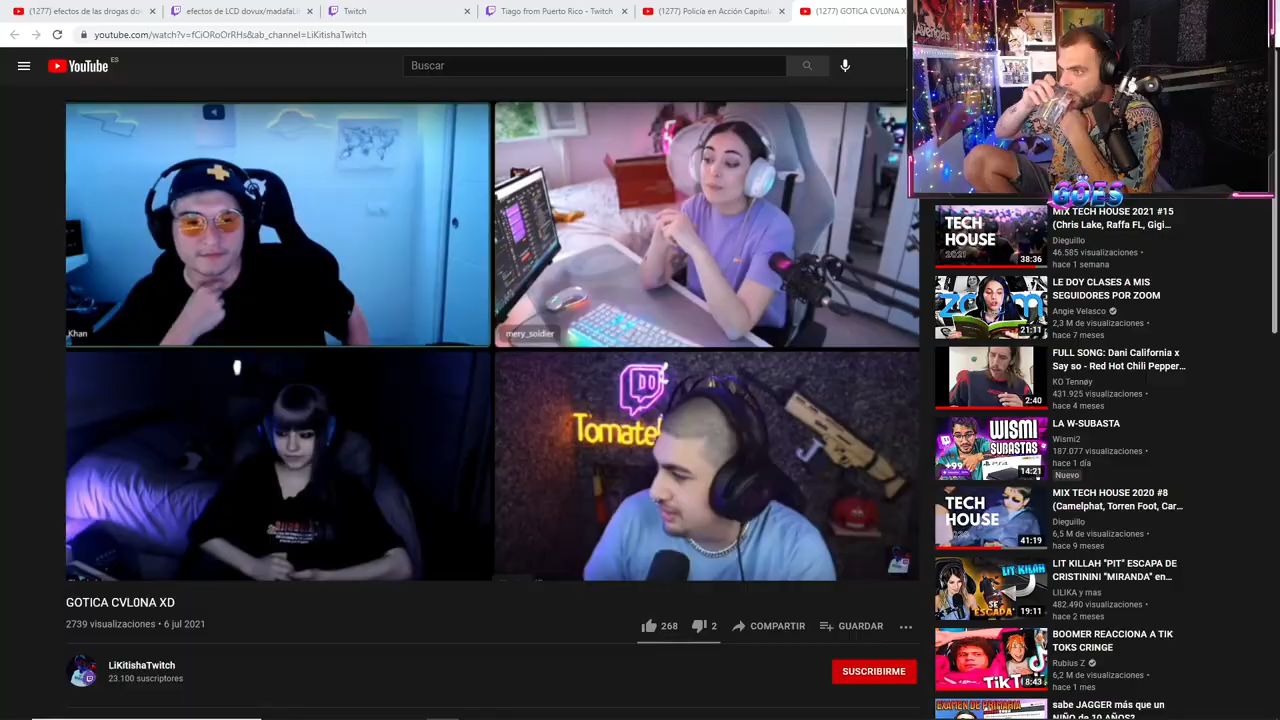 (1277) efectos de las drogas do
efectos de LCD dovux/madafaL
Twitch
Tiago from Puerto Rico - Twitch
(1277) Policía en Acción Capítulo
(1277) GOTICA CVL0NA X
youtube.com/watch?v=fCiORoOrRHs&ab_channel=LiKitishaTwitch
YouTube ES
Buscar
Avengers
GÖES
Khan
mery_soldier
Tomate
GOTICA CVL0NA XD
2739 visualizaciones • 6 jul 2021
268
2
COMPARTIR
GUARDAR
LiKitishaTwitch
23.100 suscriptores
SUSCRIBIRME
TECH
HOUSE
2021
38:36
MIX TECH HOUSE 2021 #15
(Chris Lake, Raffa FL, Gigi...
Dieguillo
46.585 visualizaciones •
hace 1 semana
zoom
21:11
LE DOY CLASES A MIS
SEGUIDORES POR ZOOM
Angie Velasco
2,3 M de visualizaciones •
hace 7 meses
2:40
FULL SONG: Dani California x
Say so - Red Hot Chili Pepper...
KO Tennøy
431.925 visualizaciones •
hace 4 meses
WISMI
SUBASTAS
+99
14:21
LA W-SUBASTA
Wismi2
187.077 visualizaciones •
hace 1 día
Nuevo
TECH
HOUSE
2020
41:19
MIX TECH HOUSE 2020 #8
(Camelphat, Torren Foot, Car...
Dieguillo
6,5 M de visualizaciones •
hace 9 meses
LIT KILLAH
SE
ESCAPA
19:11
LIT KILLAH "PIT" ESCAPA DE
CRISTININI "MIRANDA" en...
LILIKA y mas
482.490 visualizaciones •
hace 2 meses
TIKT
8:43
BOOMER REACCIONA A TIK
TOKS CRINGE
Rubius Z
6,2 M de visualizaciones •
hace 1 mes
EXAMEN DE PRIMARIA
sabe JAGGER más que un
NIÑO de 10 AÑOS?